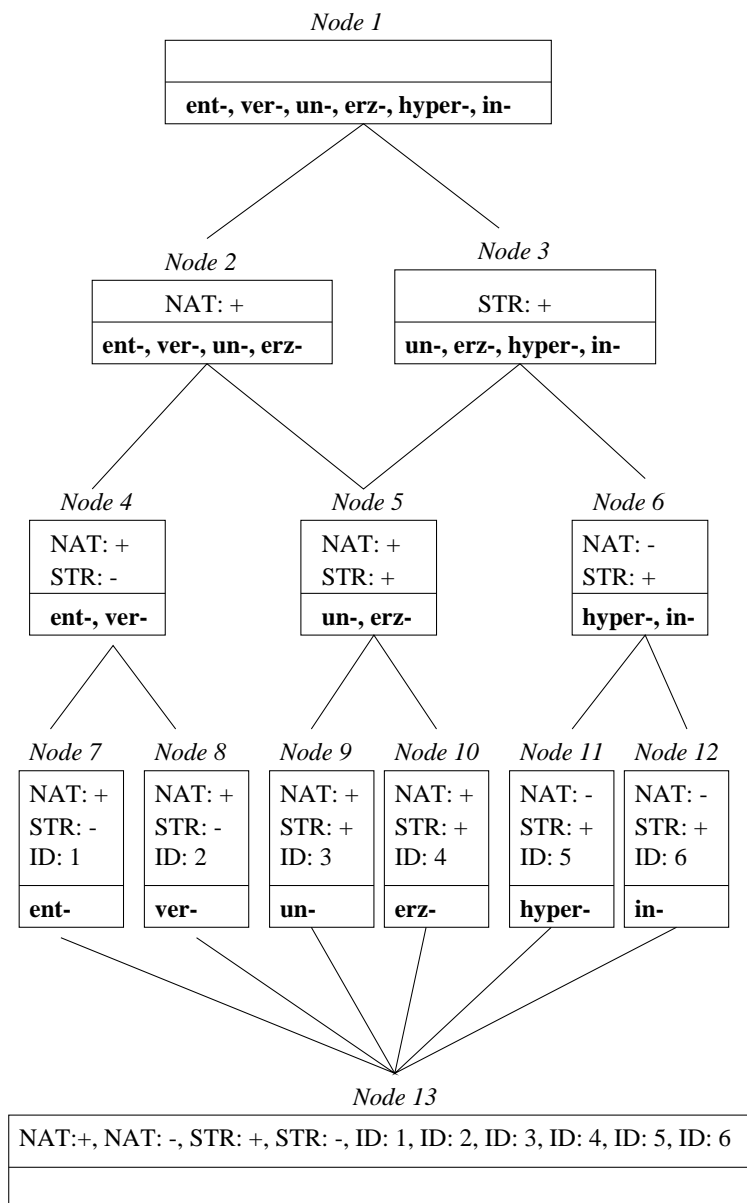 Node 1
ent-, ver-, un-, erz-, hyper-, in-
Node 2
NAT: +
ent-, ver-, un-, erz-
Node 3
STR: +
un-, erz-, hyper-, in-
Node 4
NAT: +
STR: -
ent-, ver-
Node 5
NAT: +
STR: +
un-, erz-
Node 6
NAT: -
STR: +
hyper-, in-
Node 7
NAT: +
STR: -
ID: 1
ent-
Node 8
NAT: +
STR: -
ID: 2
ver-
Node 9
NAT: +
STR: +
ID: 3
un-
Node 10
NAT: +
STR: +
ID: 4
erz-
Node 11
NAT: -
STR: +
ID: 5
hyper-
Node 12
NAT: -
STR: +
ID: 6
in-
Node 13
NAT:+, NAT: -, STR: +, STR: -, ID: 1, ID: 2, ID: 3, ID: 4, ID: 5, ID: 6